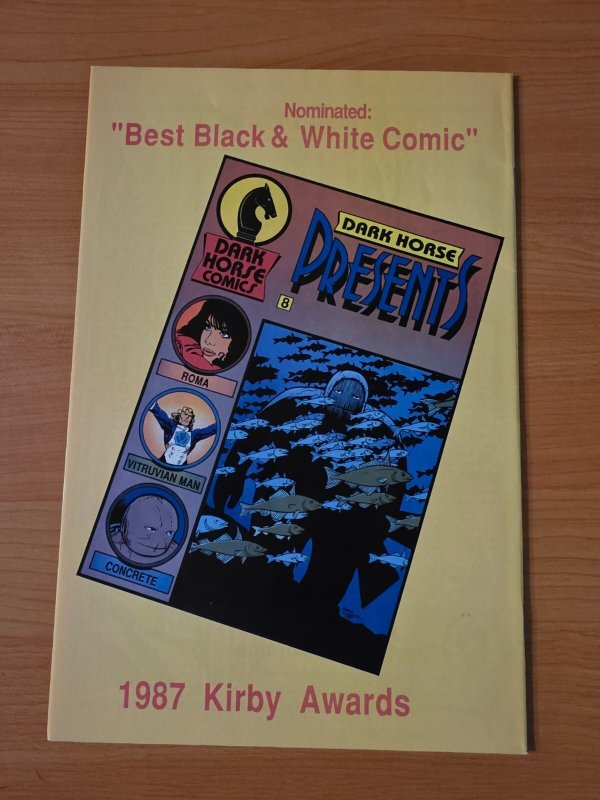 Nominated:
"Best Black & White Comic"
DARK HORSE
PRESENTS
DARK
HORSE
COMICS
8
ROMA
VITRUVIAN MAN
CONCRETE
1987 Kirby Awards